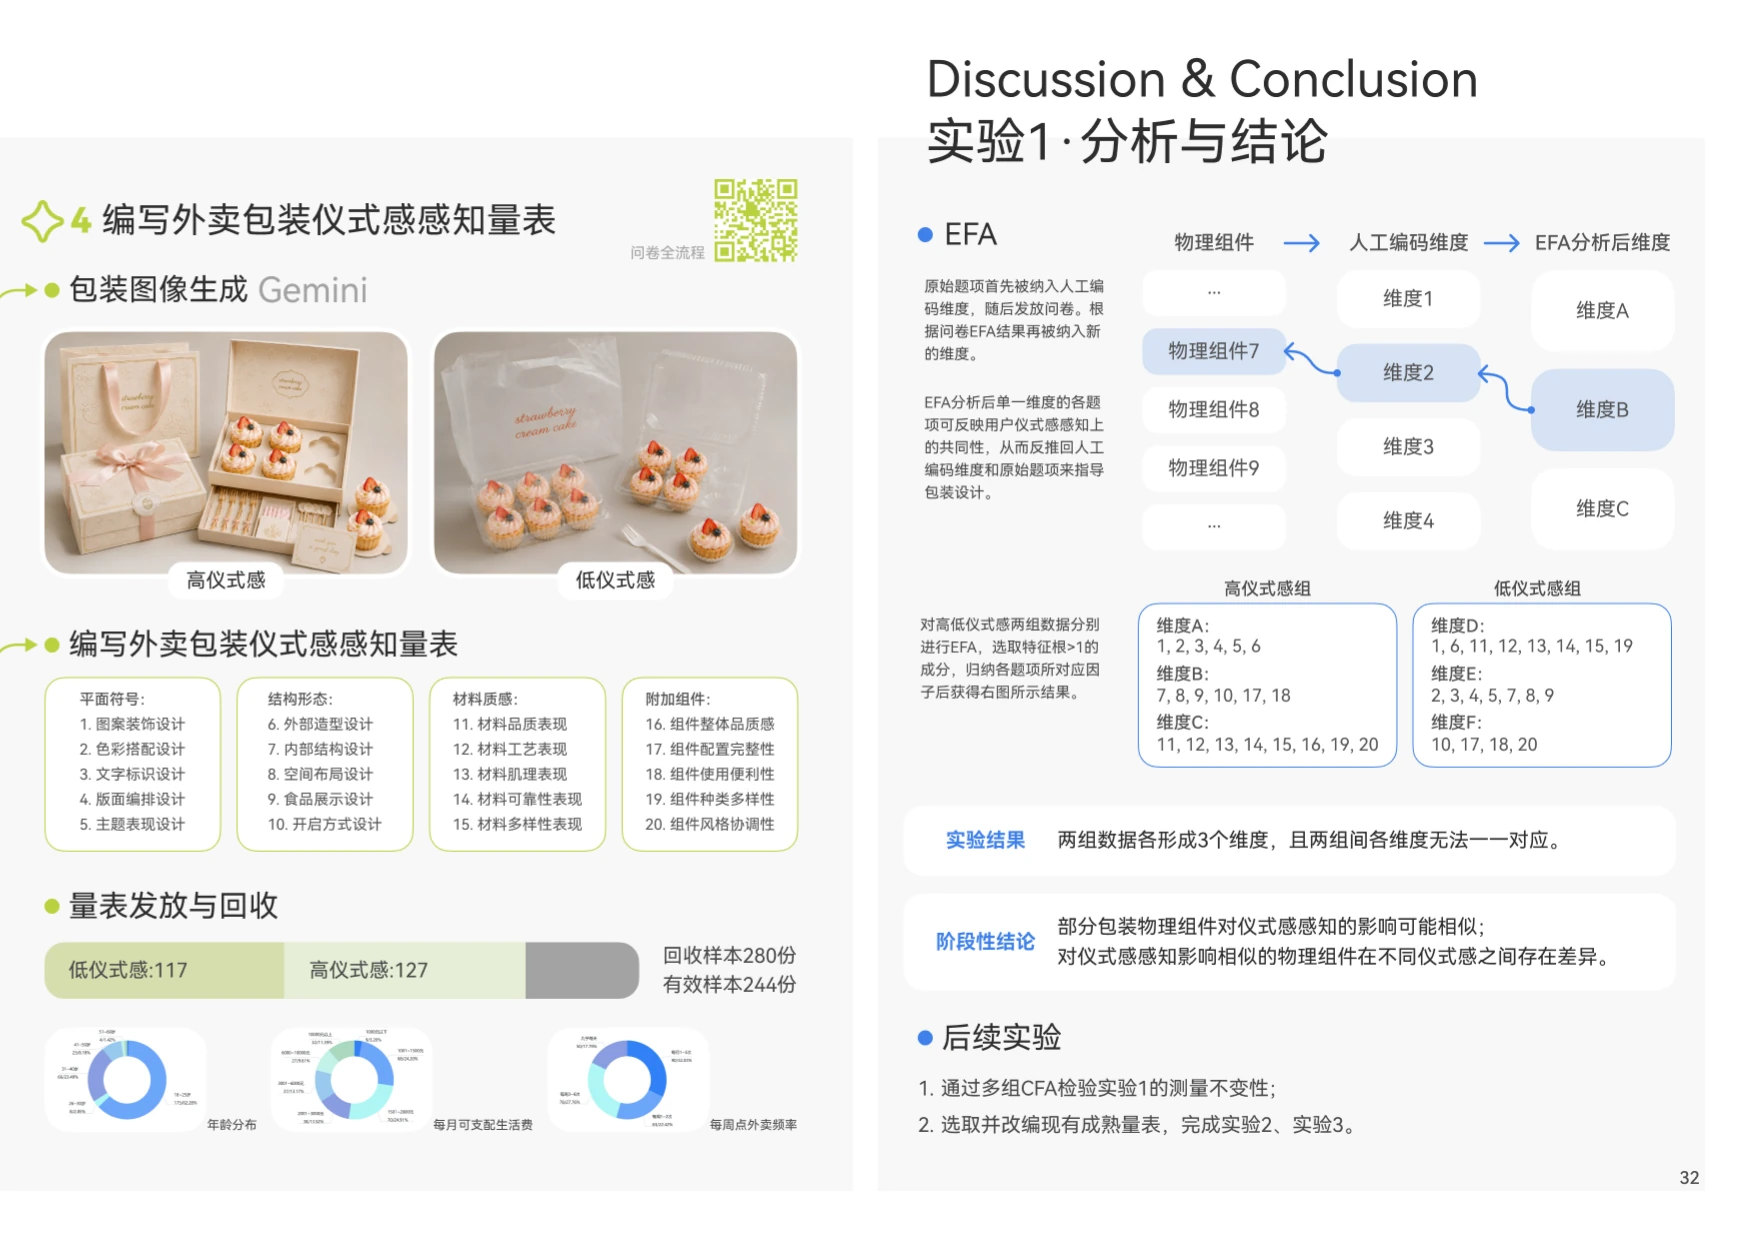 4 编写外卖包装仪式感感知量表
问卷全流程
包装图像生成 Gemini
strawberry
cream cake
strawberry
cream cake
高仪式感
低仪式感
编写外卖包装仪式感感知量表
平面符号：
1. 图案装饰设计
2. 色彩搭配设计
3. 文字标识设计
4. 版面编排设计
5. 主题表现设计
结构形态：
6. 外部造型设计
7. 内部结构设计
8. 空间布局设计
9. 食品展示设计
10. 开启方式设计
材料质感：
11. 材料品质表现
12. 材料工艺表现
13. 材料肌理表现
14. 材料可靠性表现
15. 材料多样性表现
附加组件：
16. 组件整体品质感
17. 组件配置完整性
18. 组件使用便利性
19. 组件种类多样性
20. 组件风格协调性
量表发放与回收
低仪式感:117
高仪式感:127
回收样本280份
有效样本244份
年龄分布
每月可支配生活费
每周点外卖频率
Discussion & Conclusion
实验1·分析与结论
EFA
原始题项首先被纳入人工编
码维度，随后发放问卷。根
据问卷EFA结果再被纳入新
的维度。
EFA分析后单一维度的各题
项可反映用户仪式感感知上
的共同性，从而反推回人工
编码维度和原始题项来指导
包装设计。
物理组件
人工编码维度
EFA分析后维度
...
物理组件7
物理组件8
物理组件9
...
维度1
维度2
维度3
维度4
维度A
维度B
维度C
对高低仪式感两组数据分别
进行EFA，选取特征根>1的
成分，归纳各题项所对应因
子后获得右图所示结果。
高仪式感组
维度A:
1, 2, 3, 4, 5, 6
维度B:
7, 8, 9, 10, 17, 18
维度C:
11, 12, 13, 14, 15, 16, 19, 20
低仪式感组
维度D:
1, 6, 11, 12, 13, 14, 15, 19
维度E:
2, 3, 4, 5, 7, 8, 9
维度F:
10, 17, 18, 20
实验结果 两组数据各形成3个维度，且两组间各维度无法一一对应。
阶段性结论
部分包装物理组件对仪式感感知的影响可能相似；
对仪式感感知影响相似的物理组件在不同仪式感之间存在差异。
后续实验
1. 通过多组CFA检验实验1的测量不变性；
2. 选取并改编现有成熟量表，完成实验2、实验3。
32